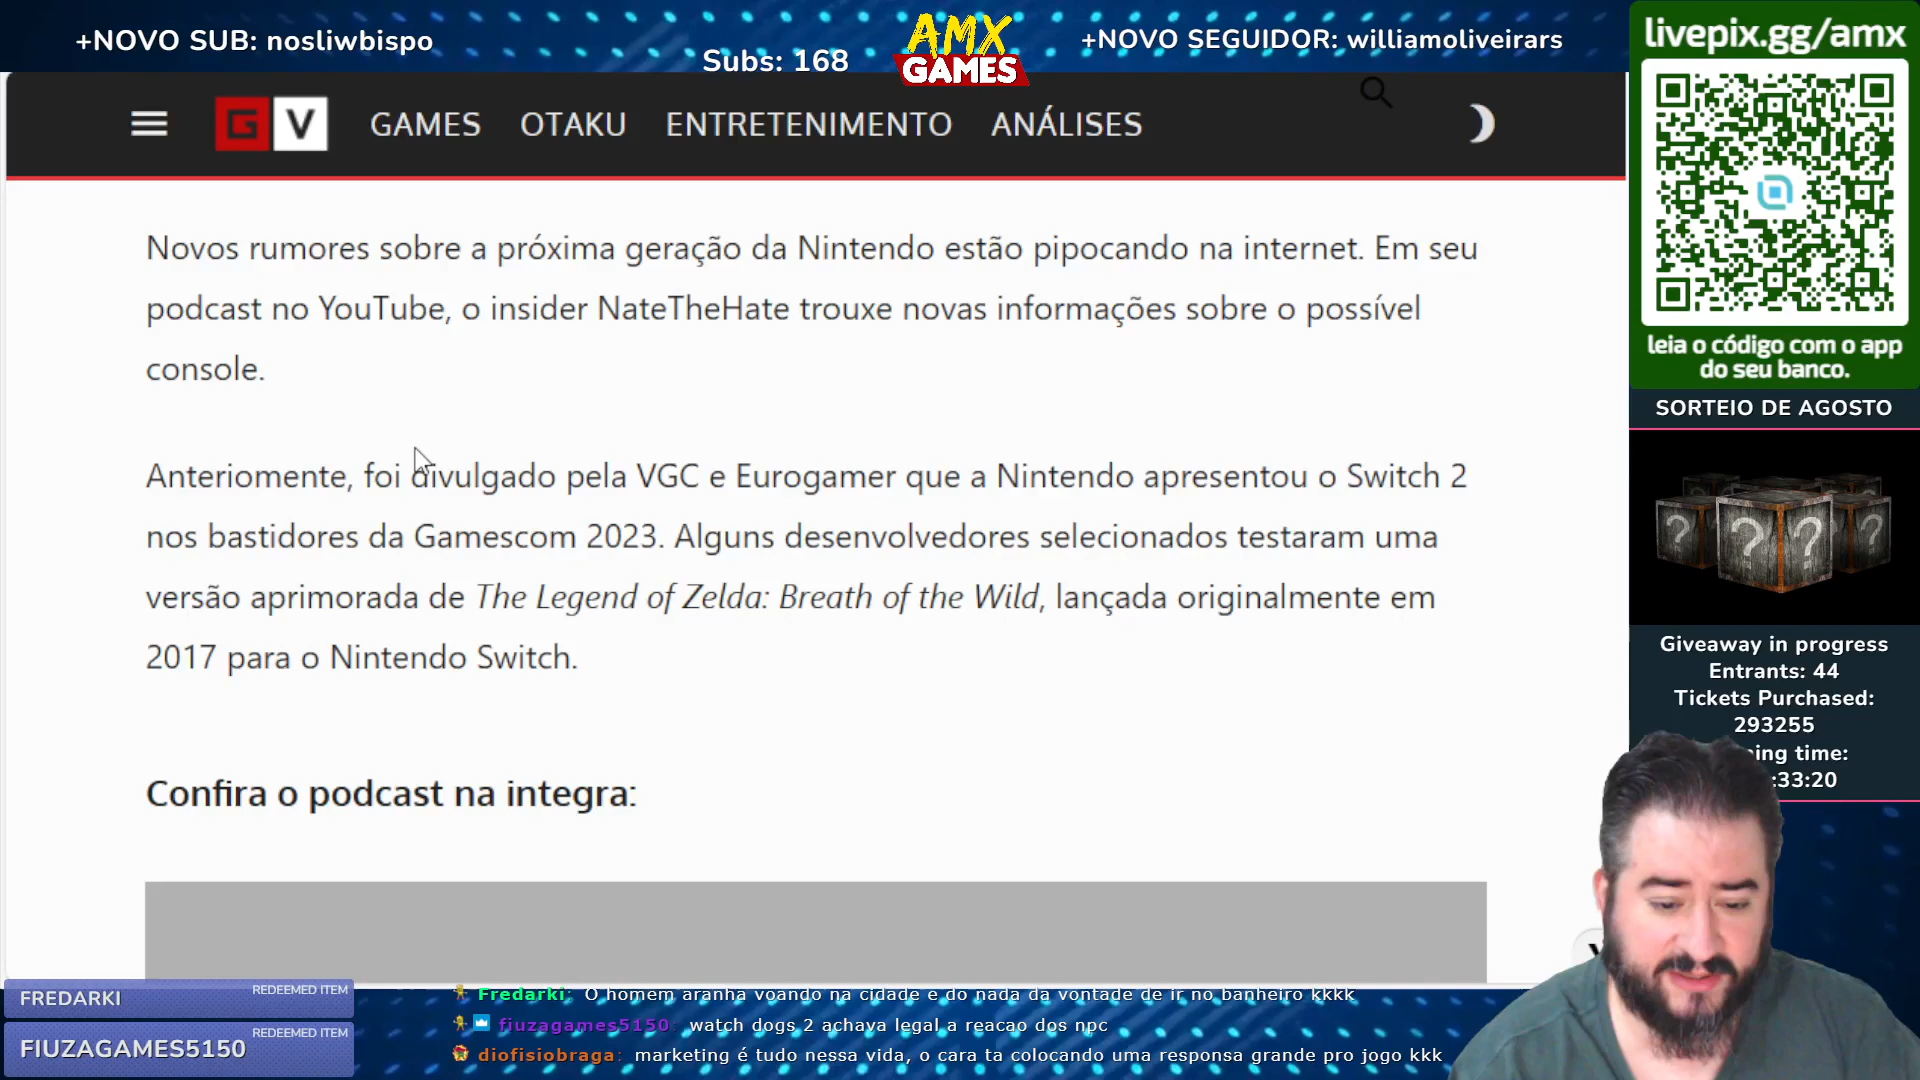 +NOVO SUB: nosliwbispo
Subs: 168
AMX
GAMES
+NOVO SEGUIDOR: williamoliveirars
livepix.gg/amx
leia o código com o app
do seu banco.
G V
GAMES OTAKU ENTRETENIMENTO ANÁLISES
Novos rumores sobre a próxima geração da Nintendo estão pipocando na internet. Em seu
podcast no YouTube, o insider NateTheHate trouxe novas informações sobre o possível
console.
Anteriomente, foi divulgado pela VGC e Eurogamer que a Nintendo apresentou o Switch 2
nos bastidores da Gamescom 2023. Alguns desenvolvedores selecionados testaram uma
versão aprimorada de The Legend of Zelda: Breath of the Wild, lançada originalmente em
2017 para o Nintendo Switch.
Confira o podcast na integra:
SORTEIO DE AGOSTO
? ? ? ?
Giveaway in progress
Entrants: 44
Tickets Purchased:
293255
time:
:33:20
FREDARKI REDEEMED ITEM
FIUZAGAMES5150 REDEEMED ITEM
Fredarki: O homem aranha voando na cidade e do nada da vontade de ir no banheiro kkkk
fiuzagames5150: watch dogs 2 achava legal a reacao dos npc
diofisiobraga: marketing é tudo nessa vida, o cara ta colocando uma responsa grande pro jogo kkk